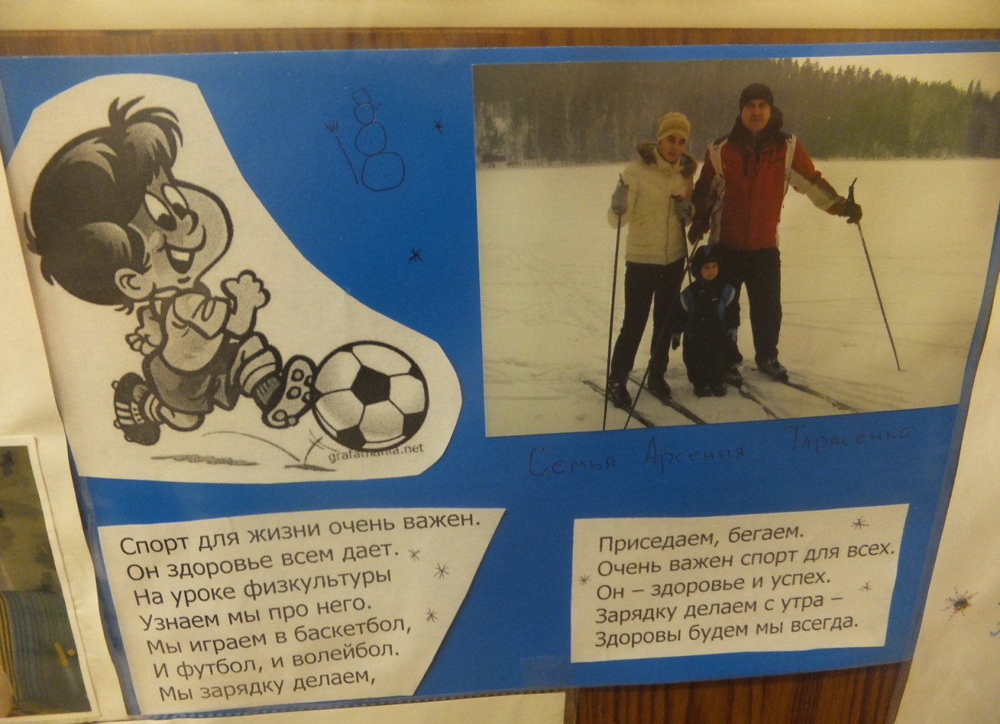 grafamania.net
Семья Арсения Тарасенко
Спорт для жизни очень важен.
Он здоровье всем дает.
На уроке физкультуры
Узнаем мы про него.
Мы играем в баскетбол,
И футбол, и волейбол.
Мы зарядку делаем,
Приседаем, бегаем.
Очень важен спорт для всех.
Он – здоровье и успех.
Зарядку делаем с утра –
Здоровы будем мы всегда.